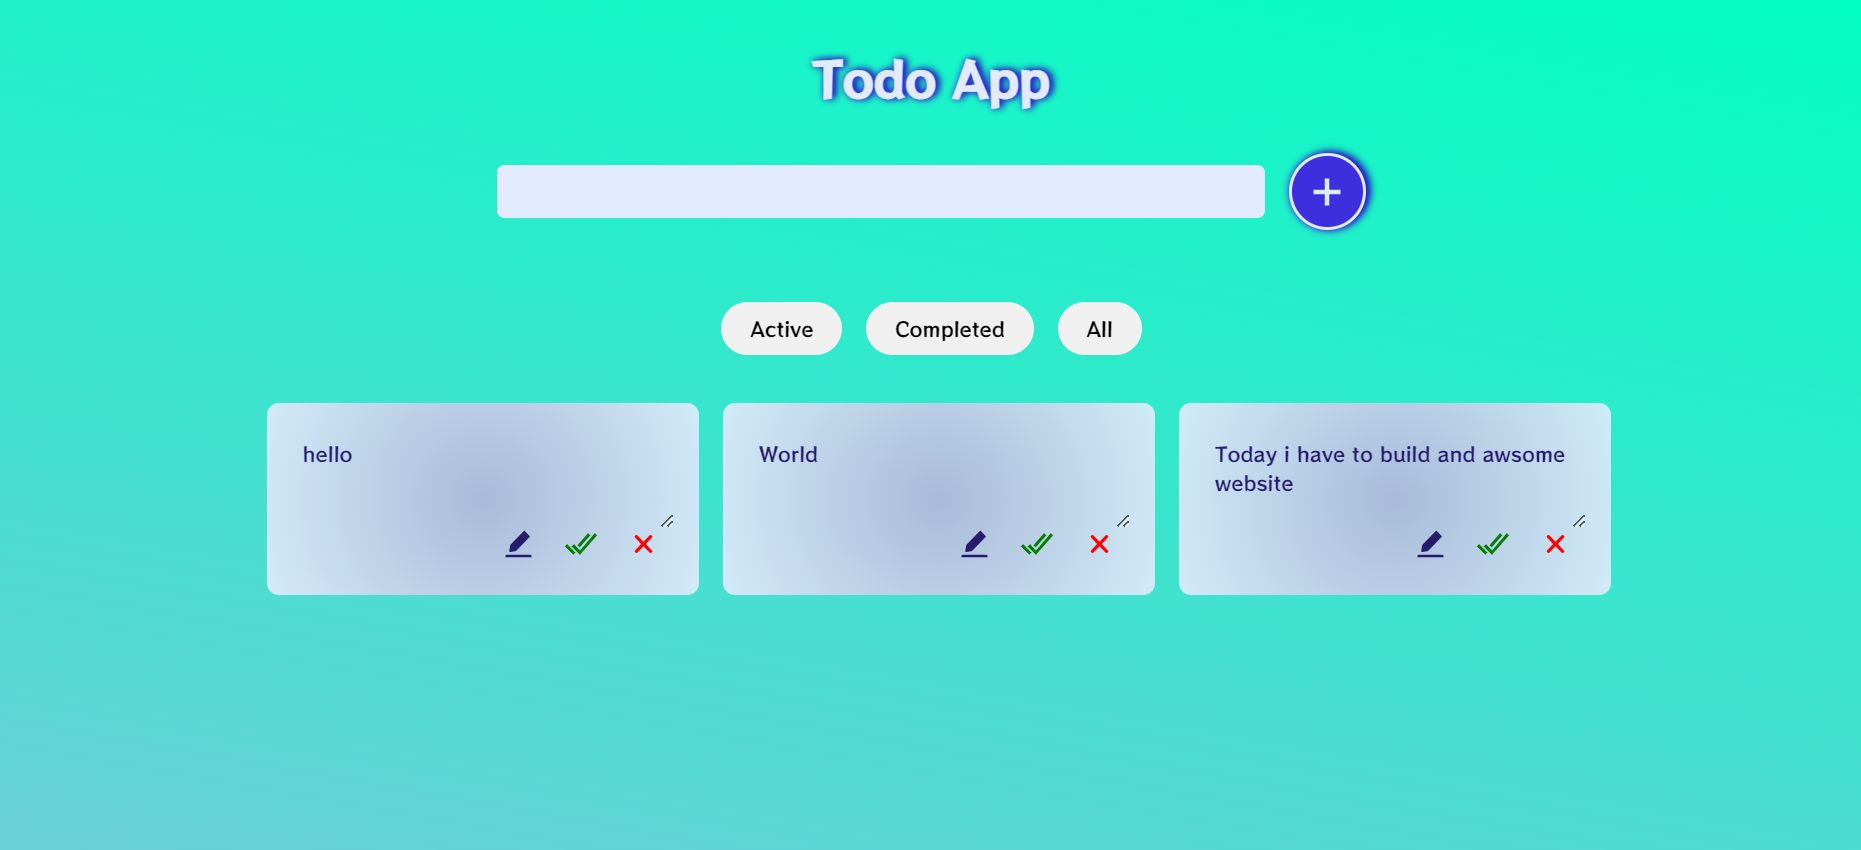 Todo App
Active
Completed
All
hello
World
Today i have to build and awsome
website